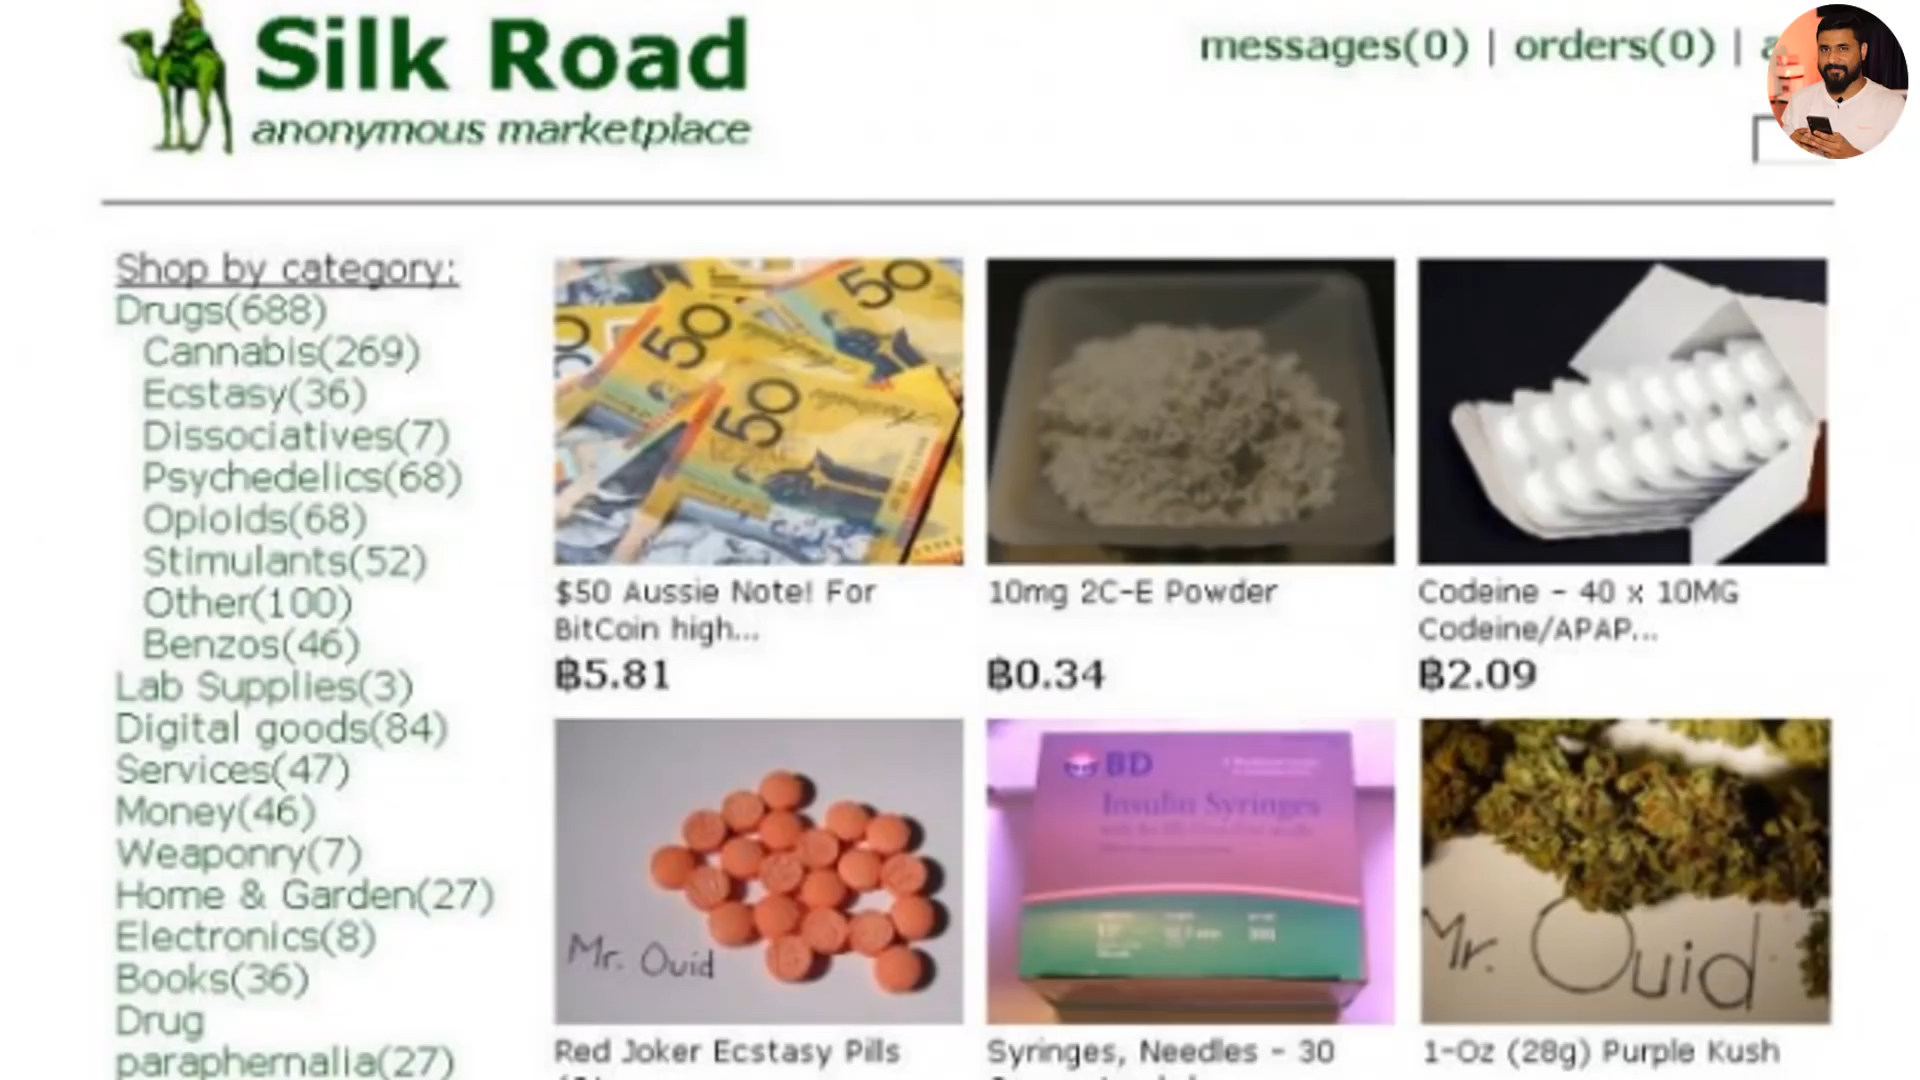 Silk Road
anonymous marketplace
messages(0) | orders(0) |
Shop by category:
Drugs(688)
Cannabis(269)
Ecstasy(36)
Dissociatives(7)
Psychedelics(68)
Opioids(68)
Stimulants(52)
Other(100)
Benzos(46)
Lab Supplies(3)
Digital goods(84)
Services(47)
Money(46)
Weaponry(7)
Home & Garden(27)
Electronics(8)
Books(36)
Drug
paraphernalia(27)
50
50
50
$50 Aussie Note! For
BitCoin high...
฿5.81
10mg 2C-E Powder
฿0.34
Codeine - 40 x 10MG
Codeine/APAP...
฿2.09
Mr. Ouid
Red Joker Ecstasy Pills
BD
Insulin Syringes
Syringes, Needles - 30
Mr. Ouid
1-Oz (28g) Purple Kush